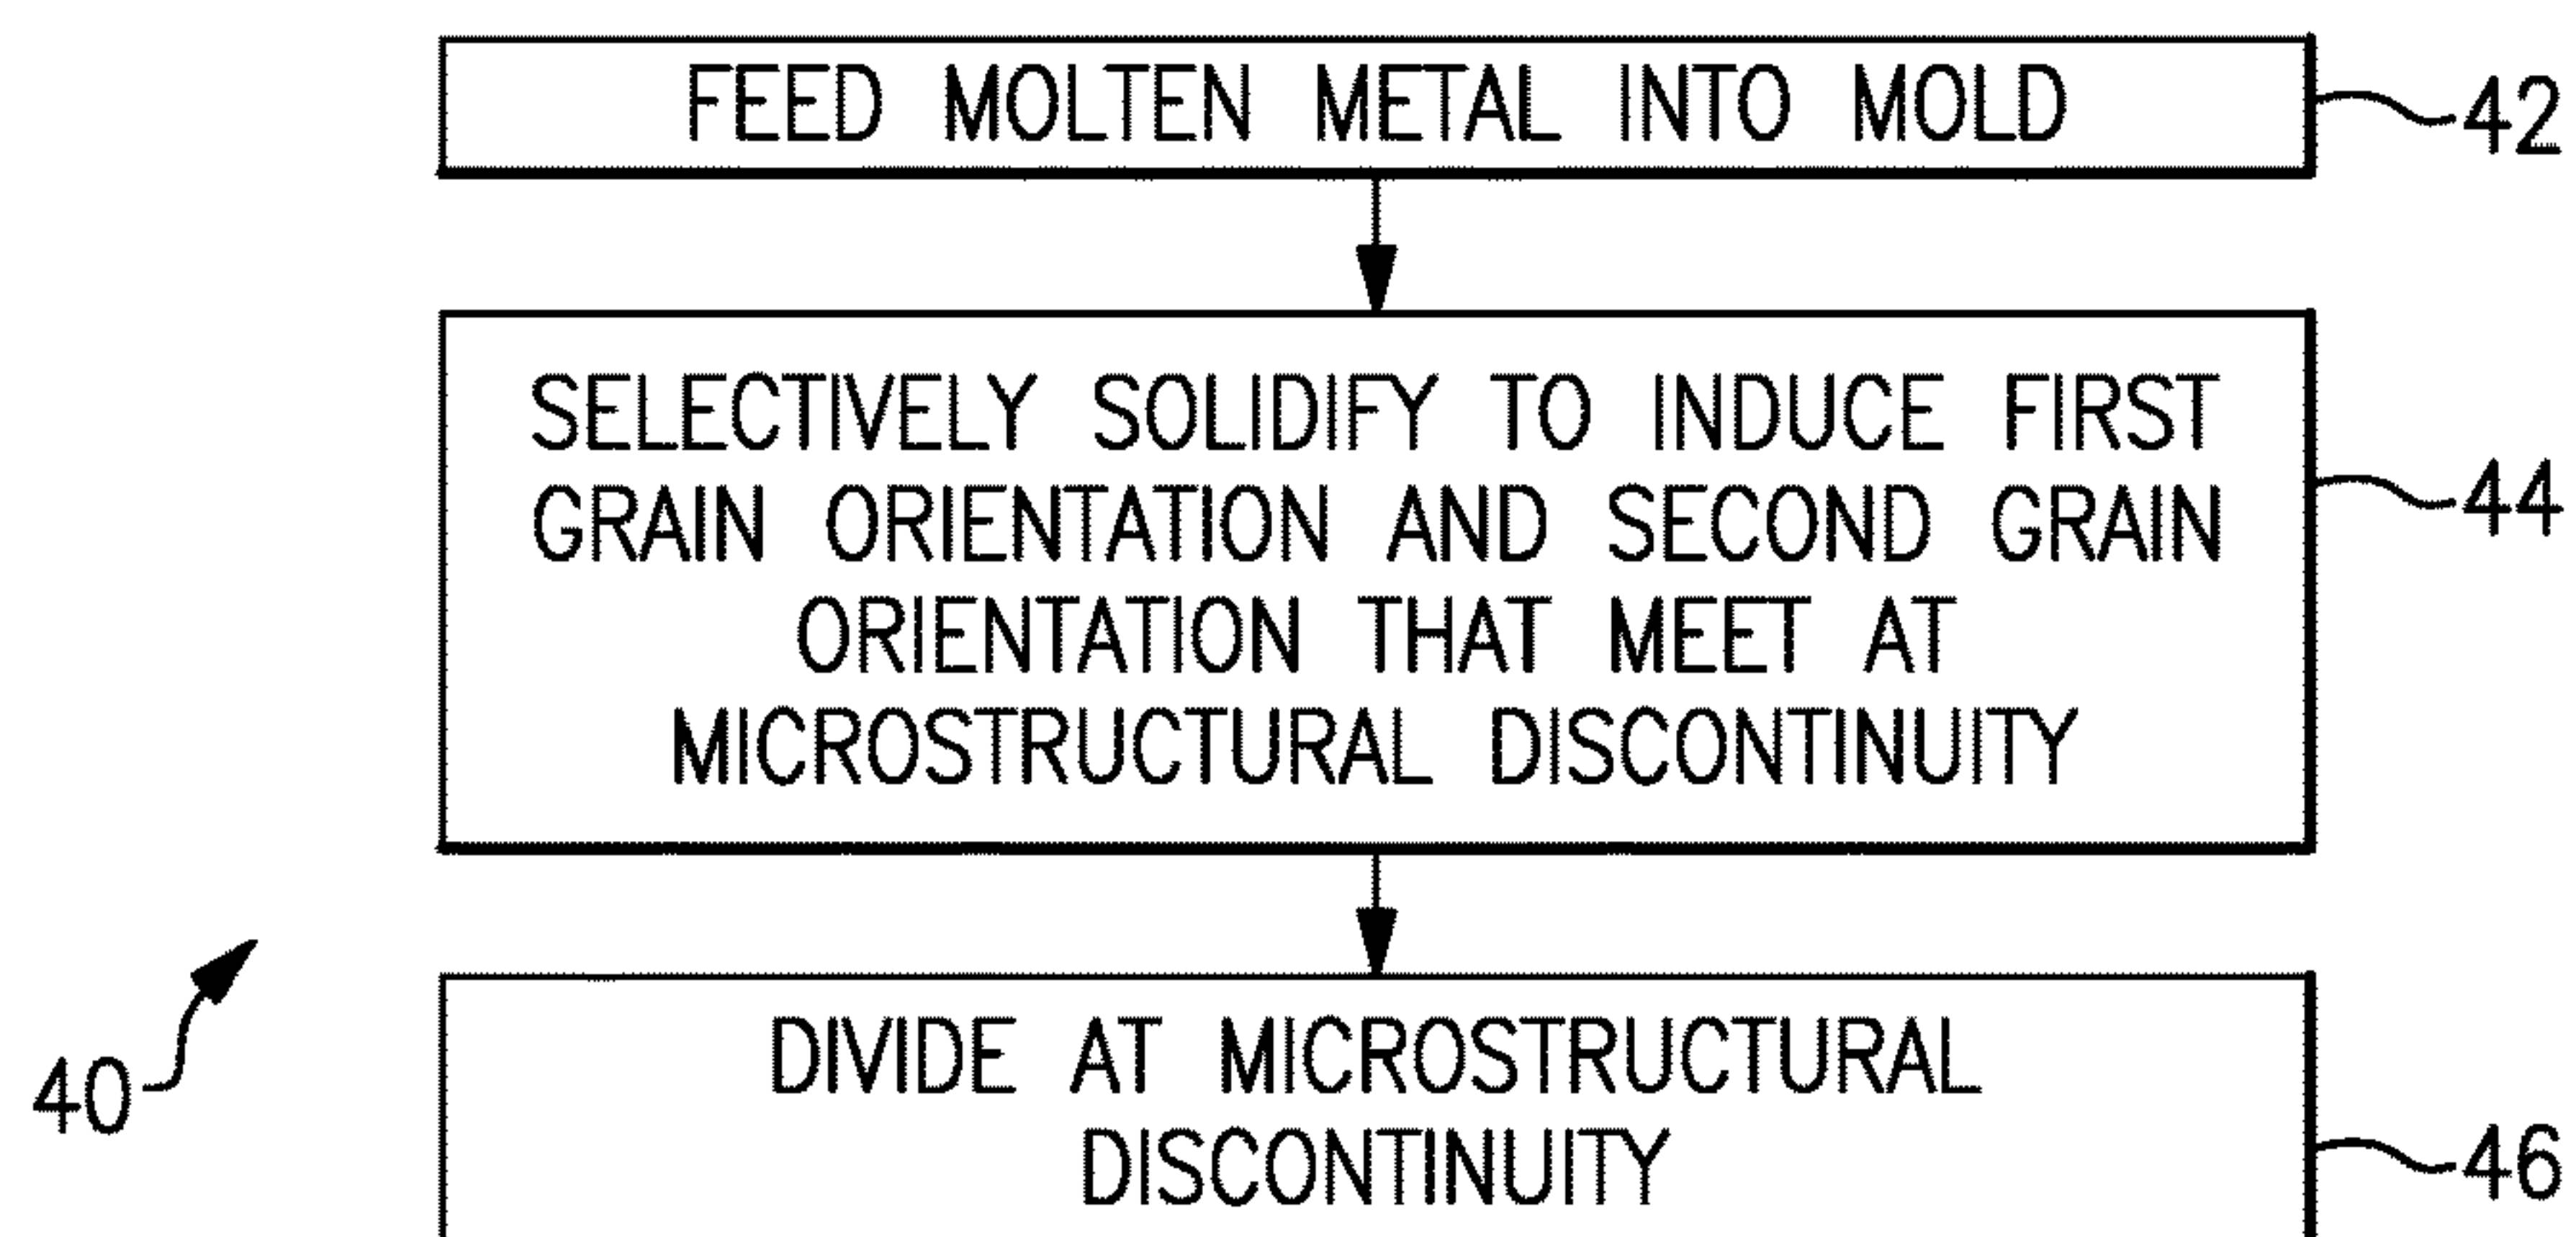 FEED MOLTEN METAL INTO MOLD
42
SELECTIVELY SOLIDIFY TO INDUCE FIRST
GRAIN ORIENTATION AND SECOND GRAIN
ORIENTATION THAT MEET AT
MICROSTRUCTURAL DISCONTINUITY
44
DIVIDE AT MICROSTRUCTURAL
DISCONTINUITY
46
40